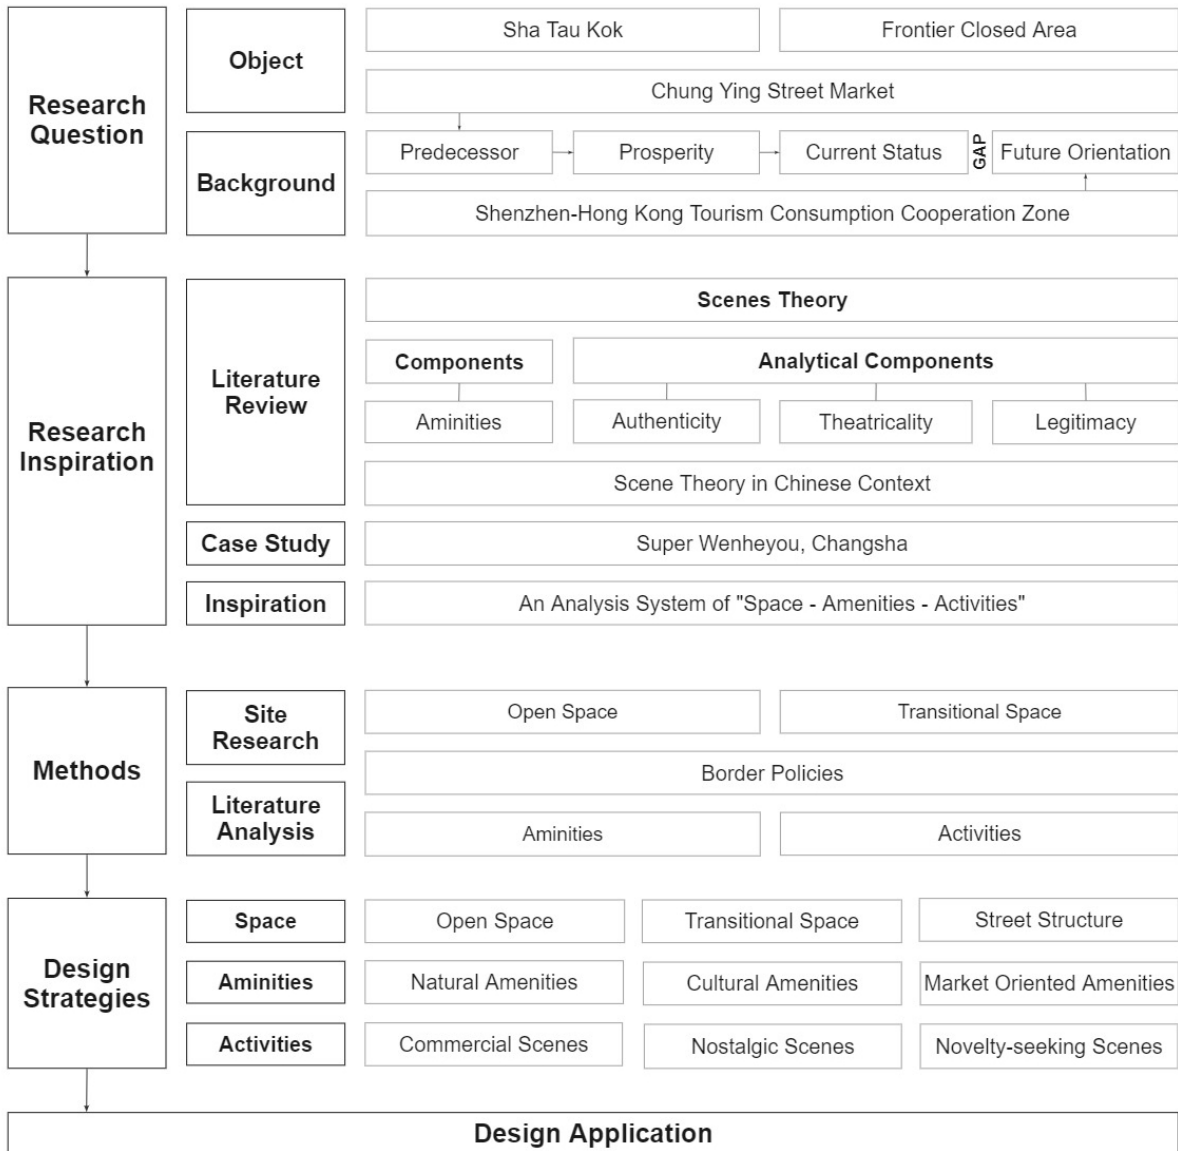 Research
Question
Object
Sha Tau Kok
Frontier Closed Area
Chung Ying Street Market
Background
Predecessor
Prosperity
Current Status
GAP
Future Orientation
Shenzhen-Hong Kong Tourism Consumption Cooperation Zone
Research
Inspiration
Literature
Review
Scenes Theory
Components
Analytical Components
Aminities
Authenticity
Theatricality
Legitimacy
Scene Theory in Chinese Context
Case Study
Super Wenheyou, Changsha
Inspiration
An Analysis System of "Space - Amenities - Activities"
Methods
Site
Research
Open Space
Transitional Space
Border Policies
Literature
Analysis
Aminities
Activities
Design
Strategies
Space
Open Space
Transitional Space
Street Structure
Aminities
Natural Amenities
Cultural Amenities
Market Oriented Amenities
Activities
Commercial Scenes
Nostalgic Scenes
Novelty-seeking Scenes
Design Application